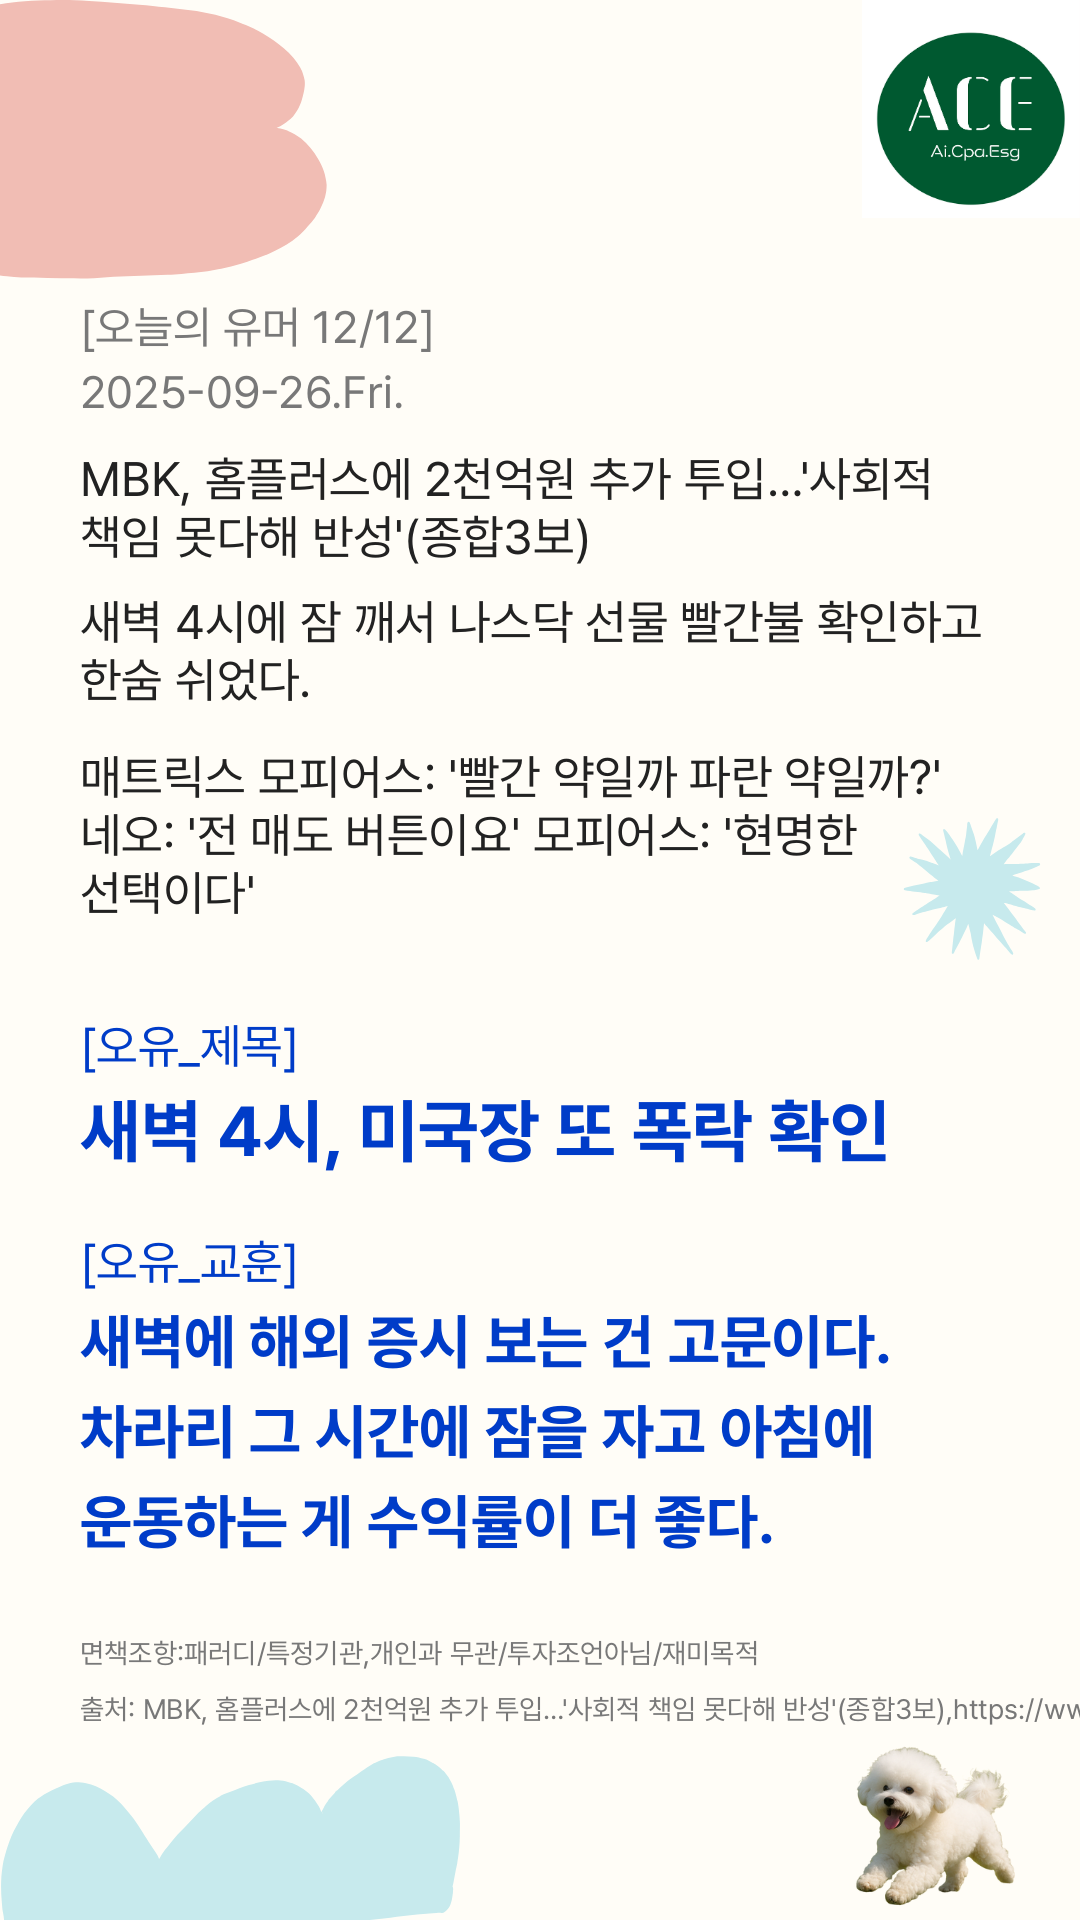 ACE
Ai.Cpa.Esg
[오늘의 유머 12/12]
2025-09-26.Fri.
MBK, 홈플러스에 2천억원 추가 투입...'사회적
책임 못다해 반성'(종합3보)
새벽 4시에 잠 깨서 나스닥 선물 빨간불 확인하고
한숨 쉬었다.
매트릭스 모피어스: '빨간 약일까 파란 약일까?'
네오: '전 매도 버튼이요' 모피어스: '현명한
선택이다'
[오유_제목]
새벽 4시, 미국장 또 폭락 확인
[오유_교훈]
새벽에 해외 증시 보는 건 고문이다.
차라리 그 시간에 잠을 자고 아침에
운동하는 게 수익률이 더 좋다.
면책조항:패러디/특정기관,개인과 무관/투자조언아님/재미목적
출처: MBK, 홈플러스에 2천억원 추가 투입...'사회적 책임 못다해 반성'(종합3보),https://ww